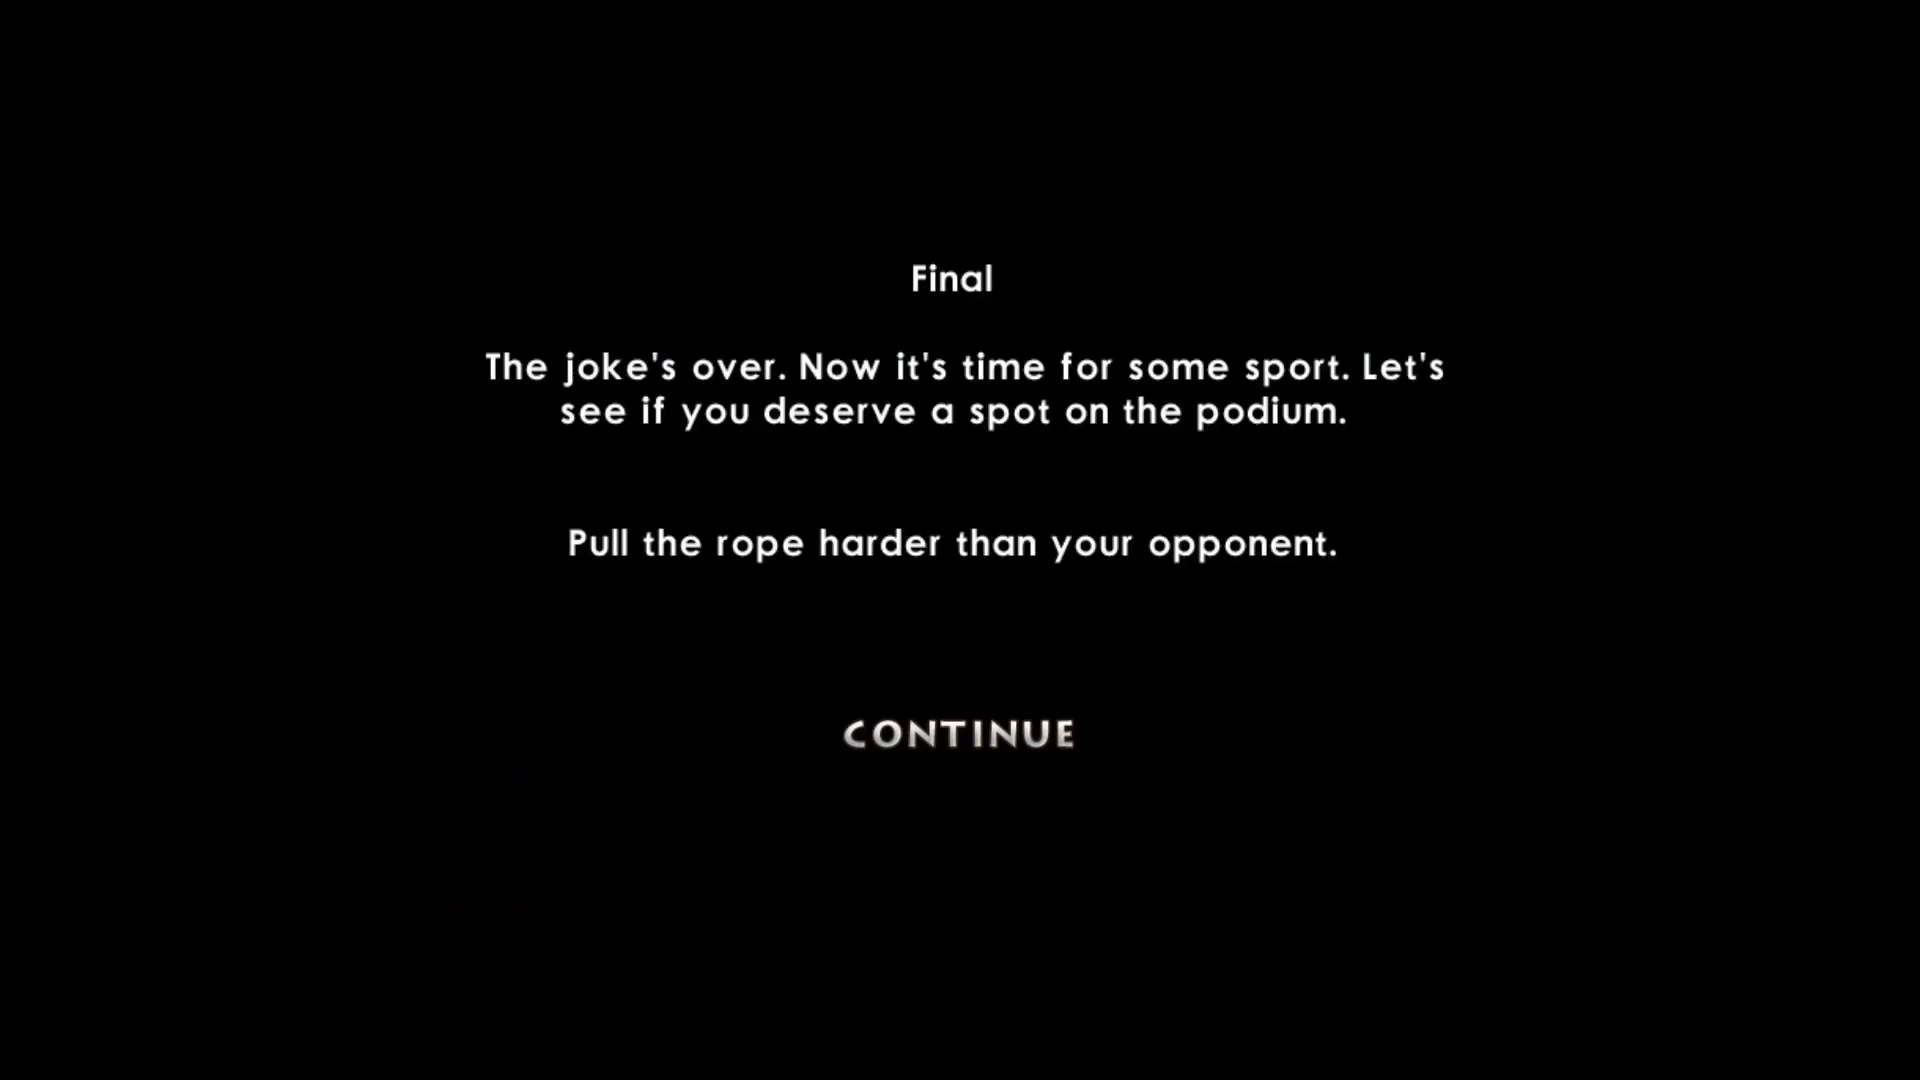 Final
The joke's over. Now it's time for some sport. Let's
see if you deserve a spot on the podium.
Pull the rope harder than your opponent.
CONTINUE